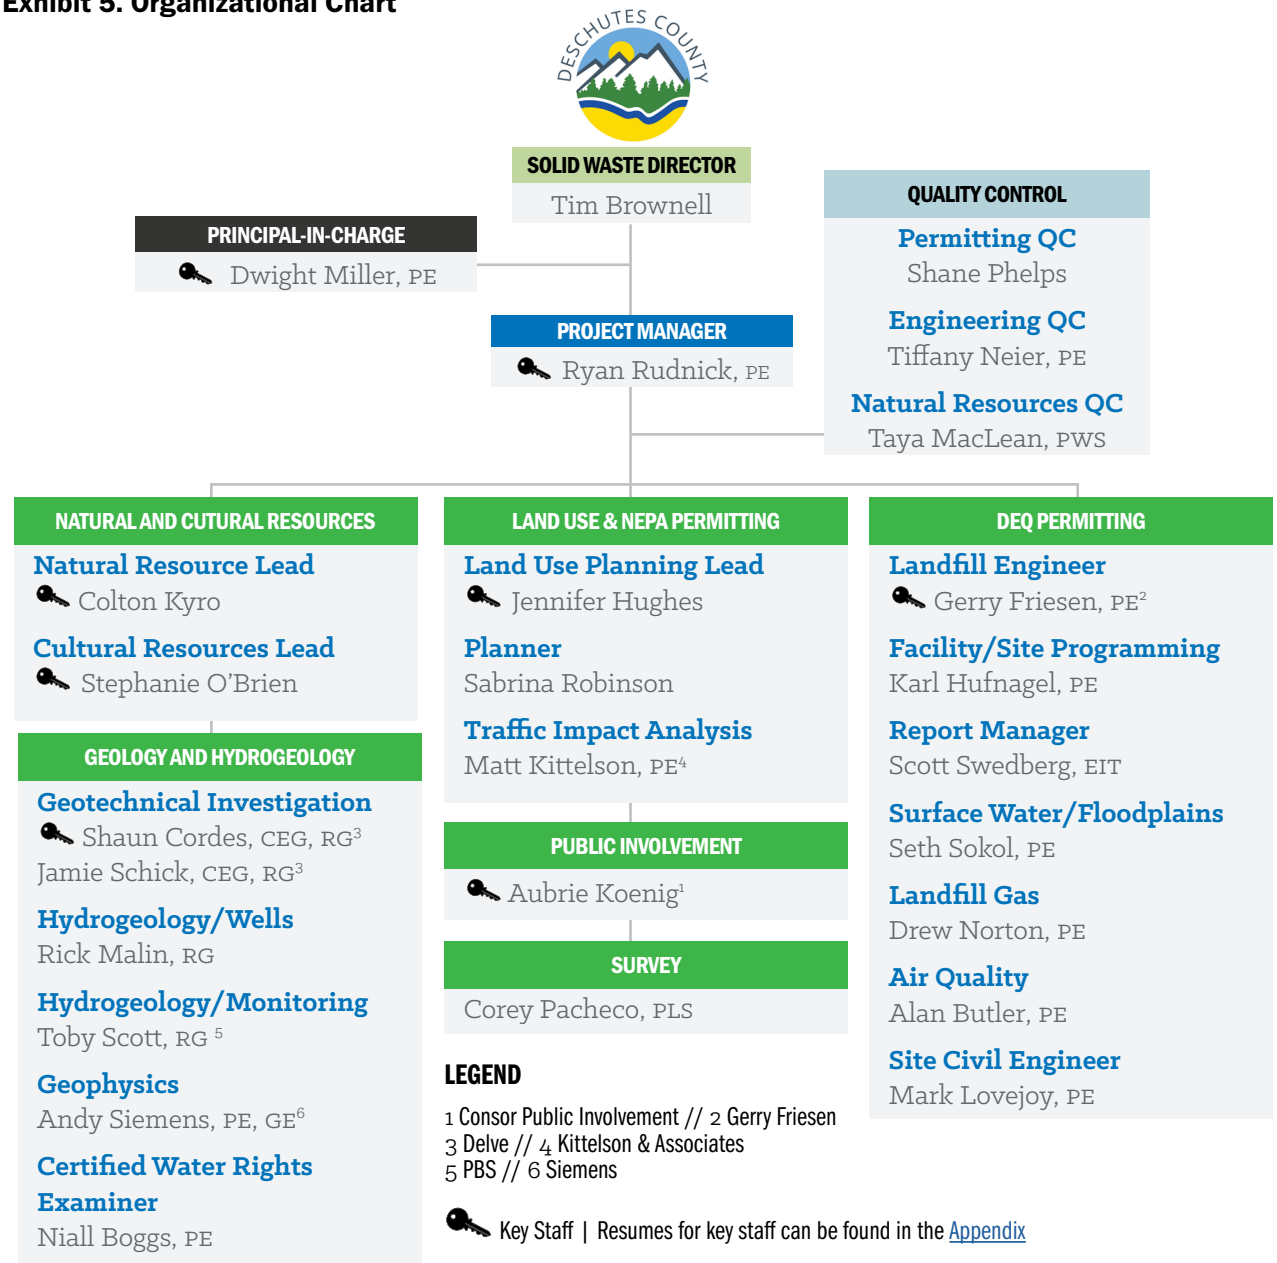 Exhibit 5. Organizational Chart
DESCHUTES COUNTY
SOLID WASTE DIRECTOR
Tim Brownell
PRINCIPAL-IN-CHARGE
Dwight Miller, PE
PROJECT MANAGER
Ryan Rudnick, PE
QUALITY CONTROL
Permitting QC
Shane Phelps
Engineering QC
Tiffany Neier, PE
Natural Resources QC
Taya MacLean, PWS
NATURAL AND CUTURAL RESOURCES
Natural Resource Lead
Colton Kyro
Cultural Resources Lead
Stephanie O'Brien
GEOLOGY AND HYDROGEOLOGY
Geotechnical Investigation
Shaun Cordes, CEG, RG³
Jamie Schick, CEG, RG³
Hydrogeology/Wells
Rick Malin, RG
Hydrogeology/Monitoring
Toby Scott, RG ⁵
Geophysics
Andy Siemens, PE, GE⁶
Certified Water Rights
Examiner
Niall Boggs, PE
LAND USE & NEPA PERMITTING
Land Use Planning Lead
Jennifer Hughes
Planner
Sabrina Robinson
Traffic Impact Analysis
Matt Kittelson, PE⁴
PUBLIC INVOLVEMENT
Aubrie Koenig¹
SURVEY
Corey Pacheco, PLS
DEQ PERMITTING
Landfill Engineer
Gerry Friesen, PE²
Facility/Site Programming
Karl Hufnagel, PE
Report Manager
Scott Swedberg, EIT
Surface Water/Floodplains
Seth Sokol, PE
Landfill Gas
Drew Norton, PE
Air Quality
Alan Butler, PE
Site Civil Engineer
Mark Lovejoy, PE
LEGEND
1 Consor Public Involvement // 2 Gerry Friesen
3 Delve // 4 Kittelson & Associates
5 PBS // 6 Siemens
Key Staff | Resumes for key staff can be found in the Appendix